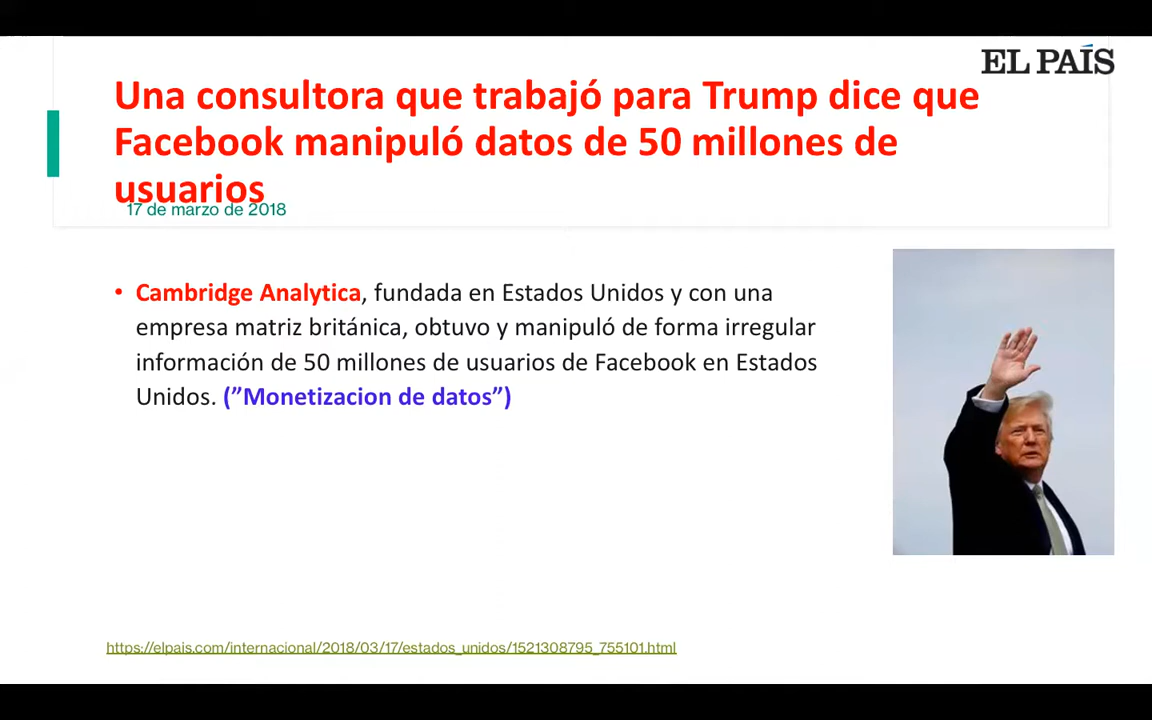 EL PAÍS
Una consultora que trabajó para Trump dice que
Facebook manipuló datos de 50 millones de
usuarios
17 de marzo de 2018
• Cambridge Analytica, fundada en Estados Unidos y con una
empresa matriz británica, obtuvo y manipuló de forma irregular
información de 50 millones de usuarios de Facebook en Estados
Unidos. (”Monetizacion de datos”)
https://elpais.com/internacional/2018/03/17/estados_unidos/1521308795_755101.html